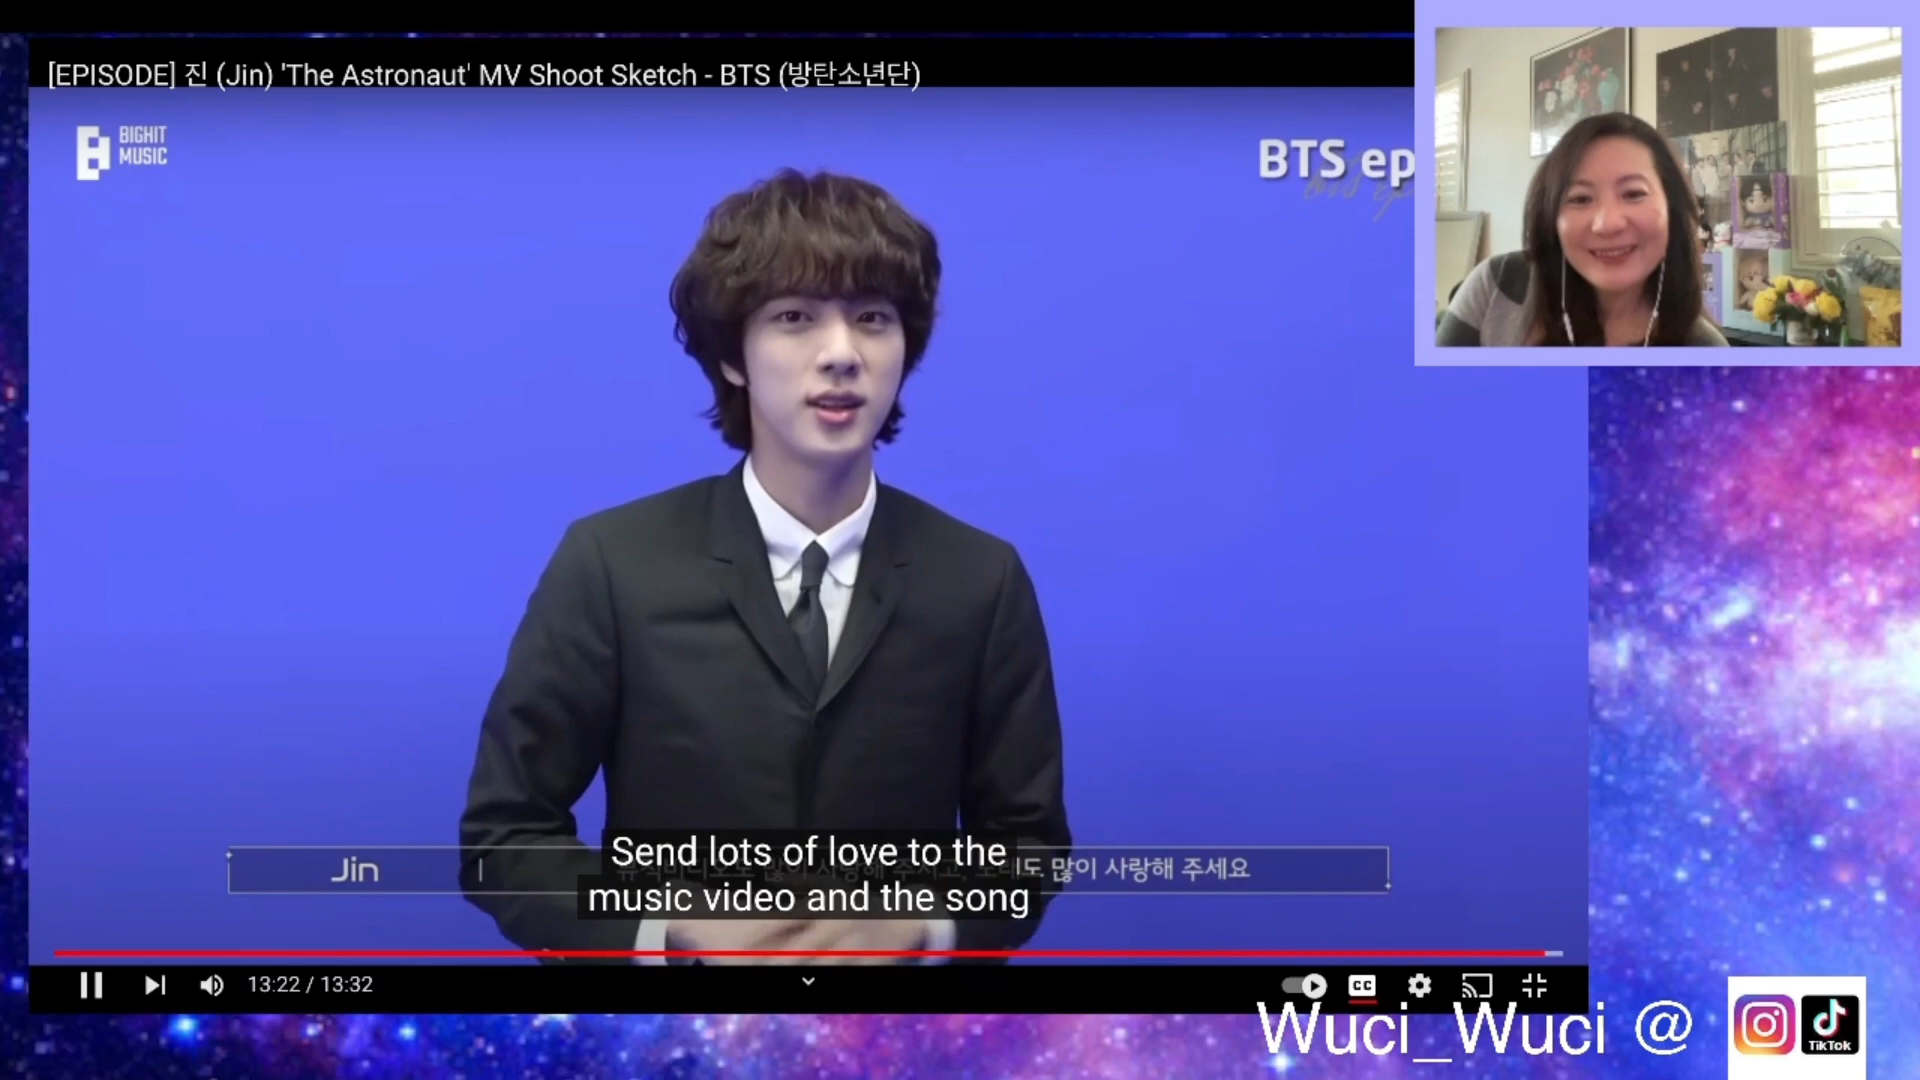 [EPISODE] 진 (Jin) 'The Astronaut' MV Shoot Sketch - BTS (방탄소년단)
BIGHIT
MUSIC
BTS ep
Send lots of love to the
music video and the song
Jin
많이 사랑해 주세요
13:22 / 13:32
CC
Wuci_Wuci @
TikTok